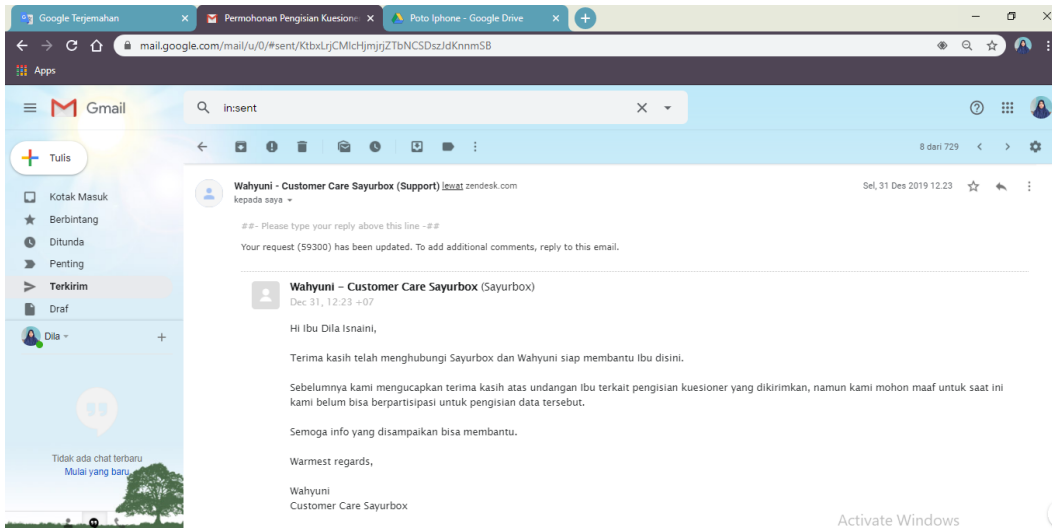 Google Terjemahan
Permohonan Pengisian Kuesione
Poto Iphone - Google Drive
mail.google.com/mail/u/0/#sent/KtbxLrjCMlcHjmjrjZTbNCSDszJdKnnmSB
Apps
Gmail
in:sent
Tulis
8 dari 729
Kotak Masuk
Berbintang
Ditunda
Penting
Terkirim
Draf
Dila
Tidak ada chat terbaru
Mulai yang baru
Wahyuni - Customer Care Sayurbox (Support) lewat zendesk.com
Sel, 31 Des 2019 12.23
kepada saya
##- Please type your reply above this line -##
Your request (59300) has been updated. To add additional comments, reply to this email.
Wahyuni – Customer Care Sayurbox (Sayurbox)
Dec 31, 12:23 +07
Hi Ibu Dila Isnaini,
Terima kasih telah menghubungi Sayurbox dan Wahyuni siap membantu Ibu disini.
Sebelumnya kami mengucapkan terima kasih atas undangan Ibu terkait pengisian kuesioner yang dikirimkan, namun kami mohon maaf untuk saat ini
kami belum bisa berpartisipasi untuk pengisian data tersebut.
Semoga info yang disampaikan bisa membantu.
Warmest regards,
Wahyuni
Customer Care Sayurbox
Activate Windows